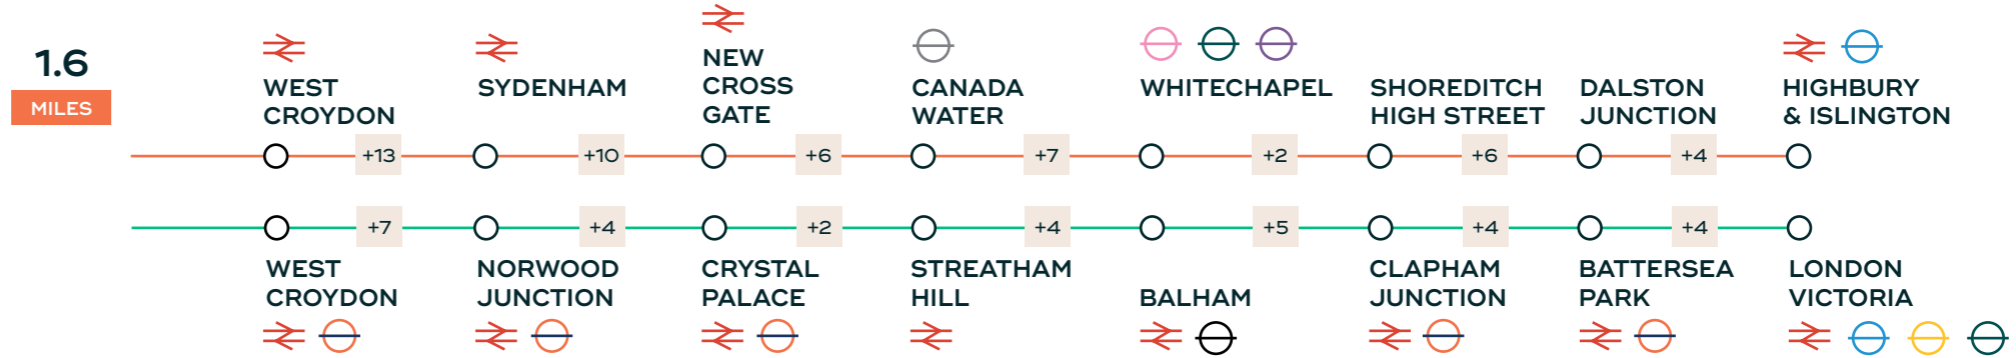 1.6
MILES
WEST
CROYDON
SYDENHAM
NEW
CROSS
GATE
CANADA
WATER
WHITECHAPEL
SHOREDITCH
HIGH STREET
DALSTON
JUNCTION
HIGHBURY
& ISLINGTON
+13 +10 +6 +7 +2 +6 +4
+7 +4 +2 +4 +5 +4 +4
WEST
CROYDON
NORWOOD
JUNCTION
CRYSTAL
PALACE
STREATHAM
HILL
BALHAM
CLAPHAM
JUNCTION
BATTERSEA
PARK
LONDON
VICTORIA